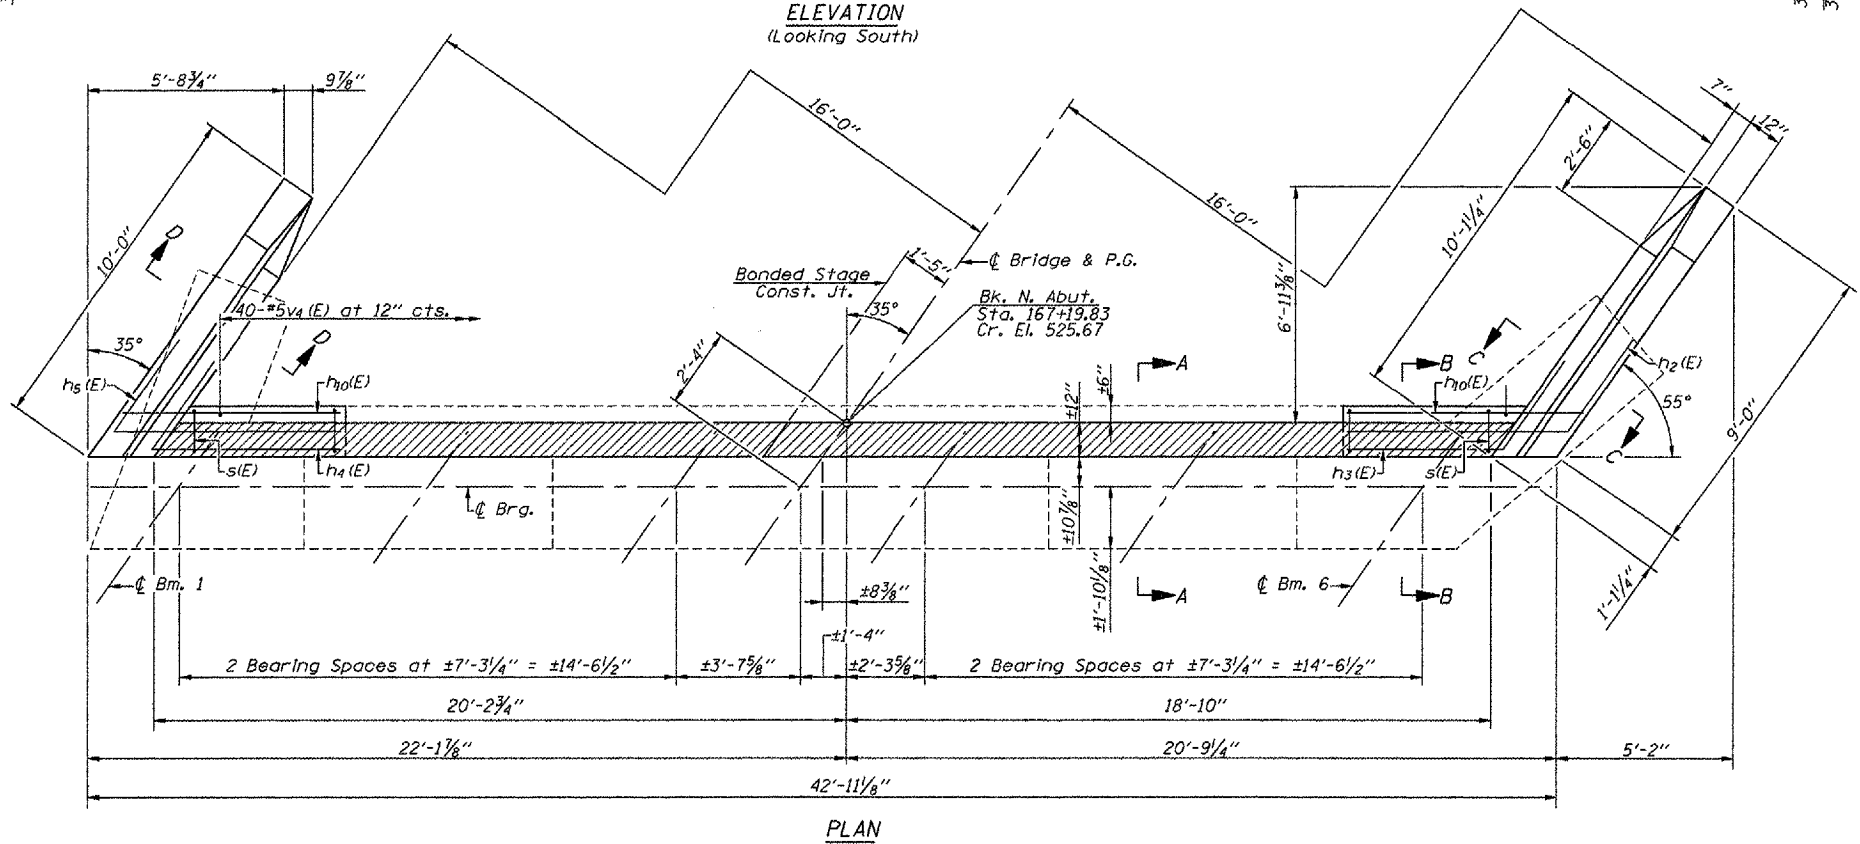 ELEVATION
(Looking South)
5'-8¾"
9⅞"
16'-0"
7"
12"
2'-6"
10'-0"
D
16'-0"
10'-1¼"
6'-11⅜"
1'-5"
℄ Bridge & P.G.
Bonded Stage
Const. Jt.
Bk. N. Abut.
Sta. 167+19.83
Cr. El. 525.67
35°
40-#5v₄(E) at 12" cts.
35°
D
2'-4"
A
±6"
±12"
B
C
h₂(E)
h₅(E)
h₁₀(E)
h₁₀(E)
55°
9'-0"
C
s(E)
h₄(E)
h₃(E)
s(E)
℄ Brg.
±10⅞"
℄ Bm. 1
±8⅜"
±1'-10⅛"
A
℄ Bm. 6
B
1'-1¼"
±1'-4"
2 Bearing Spaces at ±7'-3¼" = ±14'-6½"
±3'-7⅝"
±2'-3⅝"
2 Bearing Spaces at ±7'-3¼" = ±14'-6½"
20'-2¾"
18'-10"
22'-1⅞"
20'-9¼"
5'-2"
42'-11⅛"
PLAN